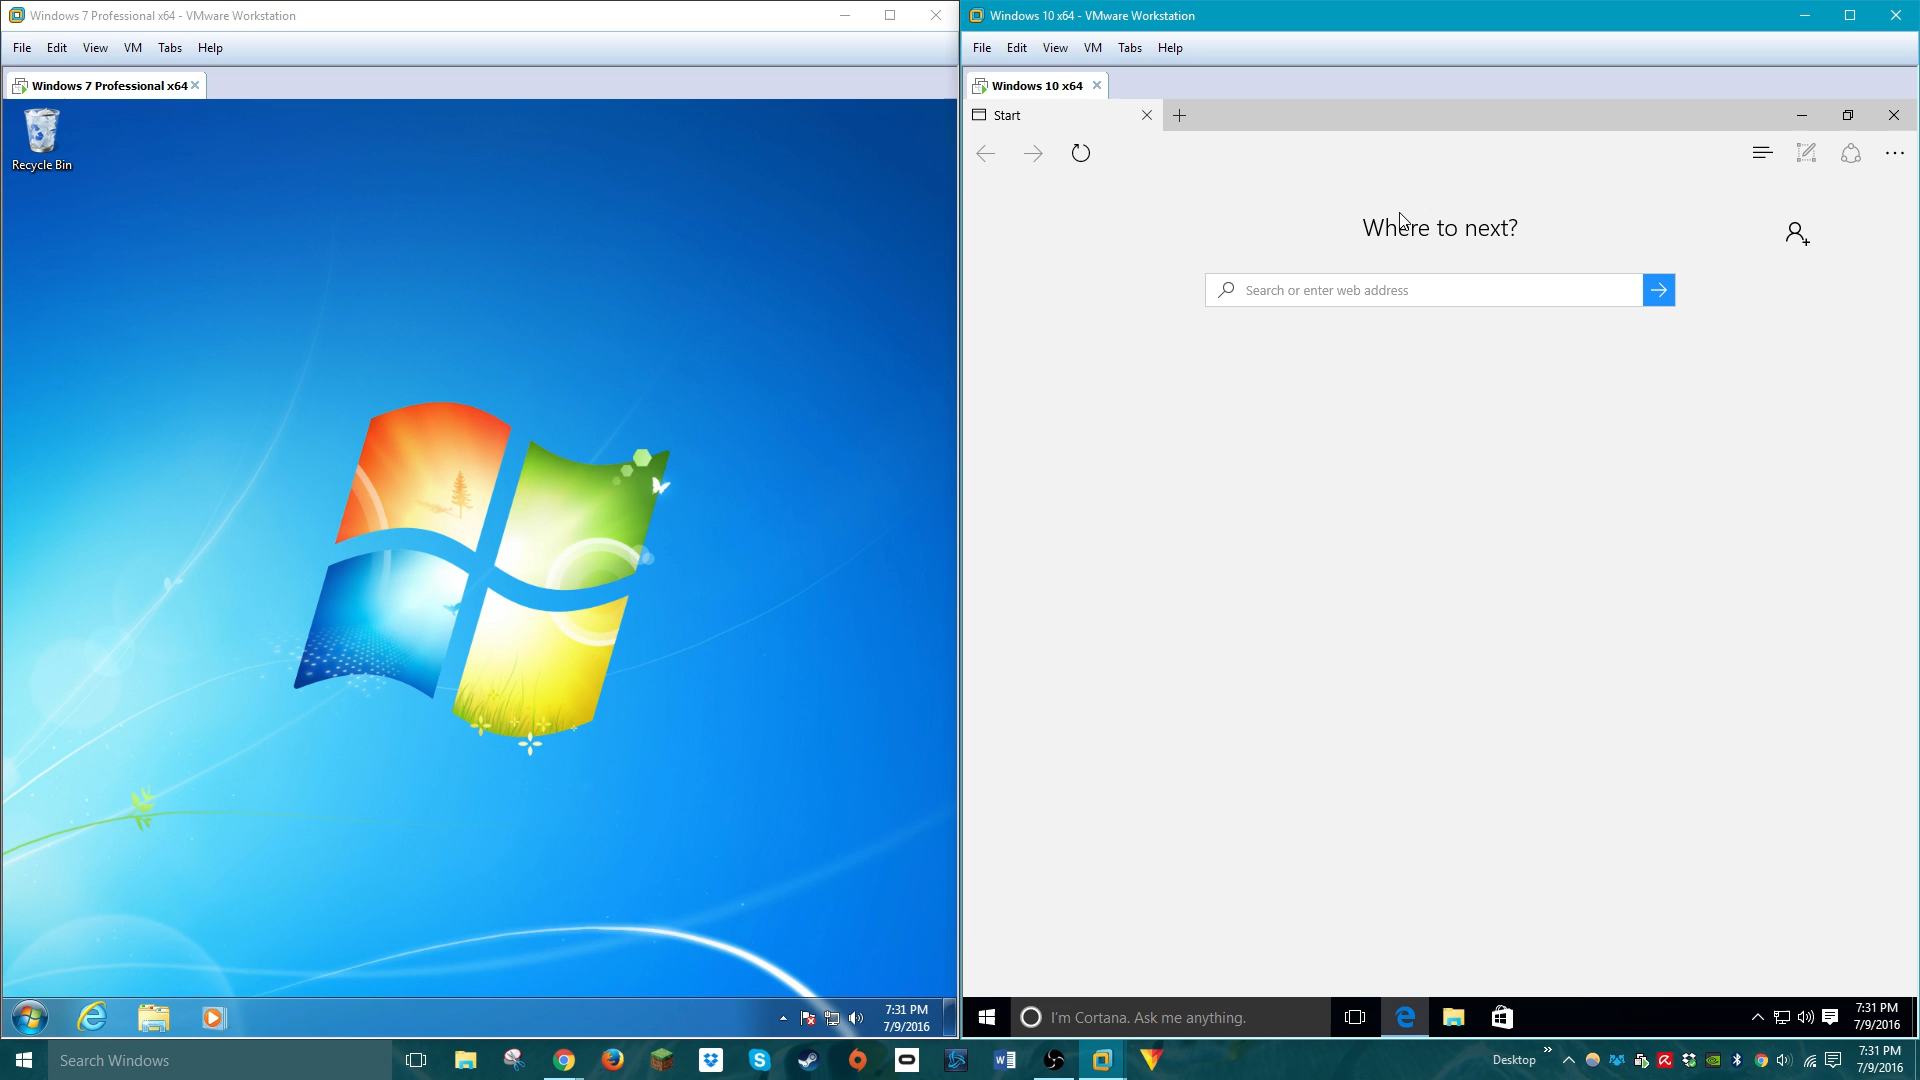 Windows 7 Professional x64 - VMware Workstation
File Edit View VM Tabs Help
Windows 7 Professional x64
Recycle Bin
7:31 PM
7/9/2016
Windows 10 x64 - VMware Workstation
File Edit View VM Tabs Help
Windows 10 x64
Start
Where to next?
Search or enter web address
I'm Cortana. Ask me anything.
7:31 PM
7/9/2016
Search Windows
Desktop
7:31 PM
7/9/2016